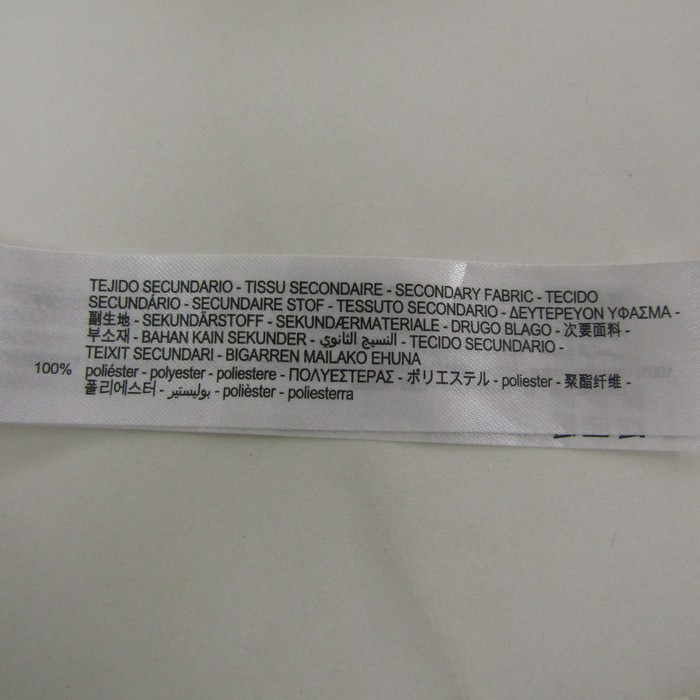 TEJIDO SECUNDARIO - TISSU SECONDAIRE - SECONDARY FABRIC - TECIDO
SECUNDÁRIO - SECUNDAIRE STOF - TESSUTO SECONDARIO - ΔΕΥΤΕΡΕΥΟΝ ΥΦΑΣΜΑ -
副生地 - SEKUNDÄRSTOFF - SEKUNDÆRMATERIALE - DRUGO BLAGO - 次要面料 -
부소재 - BAHAN KAIN SEKUNDER - النسيج الثانوي - TECIDO SECUNDARIO -
TEIXIT SECUNDARI - BIGARREN MAILAKO EHUNA
100% poliéster - polyester - poliestere - ΠΟΛΥΕΣΤΕΡΑΣ - ポリエステル - poliester - 聚酯纤维 -
폴리에스터 - بوليستير - polièster - poliesterra